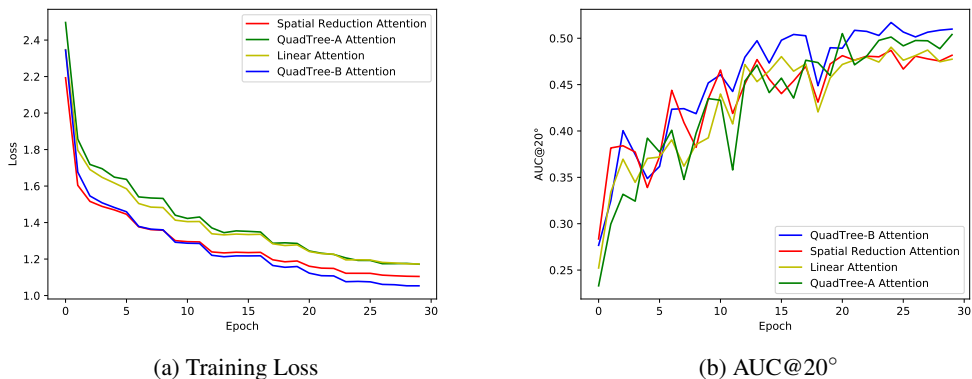 2.4
2.2
2.0
1.8
1.6
1.4
1.2
1.0
Loss
0 5 10 15 20 25 30
Epoch
Spatial Reduction Attention
QuadTree-A Attention
Linear Attention
QuadTree-B Attention
(a) Training Loss
0.50
0.45
0.40
0.35
0.30
0.25
AUC@20°
0 5 10 15 20 25 30
Epoch
QuadTree-B Attention
Spatial Reduction Attention
Linear Attention
QuadTree-A Attention
(b) AUC@20°